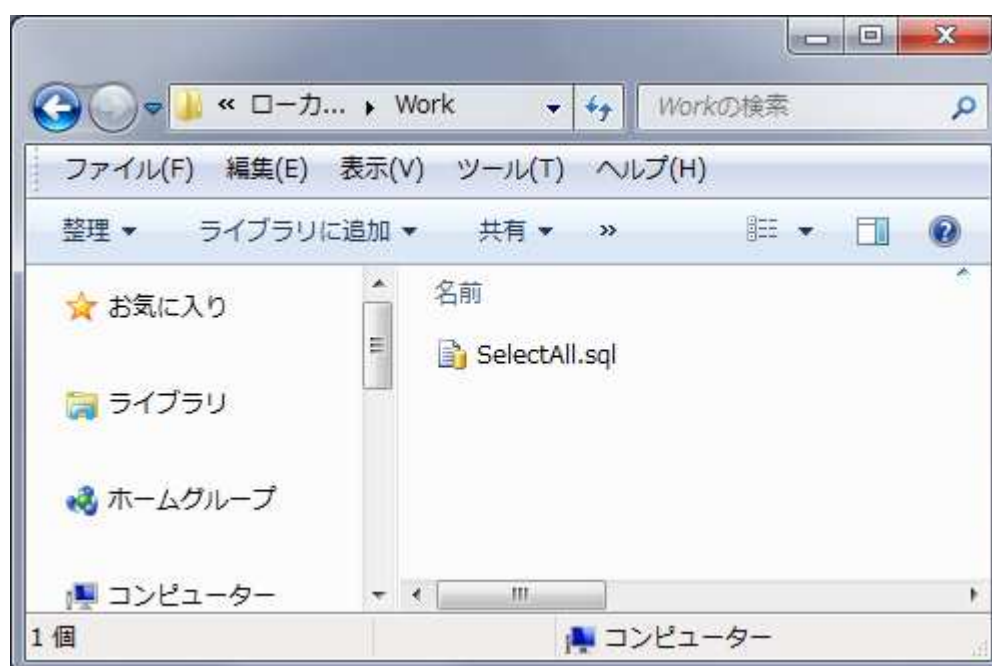 « ローカ... Work Workの検索
ファイル(F) 編集(E) 表示(V) ツール(T) ヘルプ(H)
整理 ライブラリに追加 共有 »
お気に入り
ライブラリ
ホームグループ
コンピューター
名前
SelectAll.sql
1 個 コンピューター